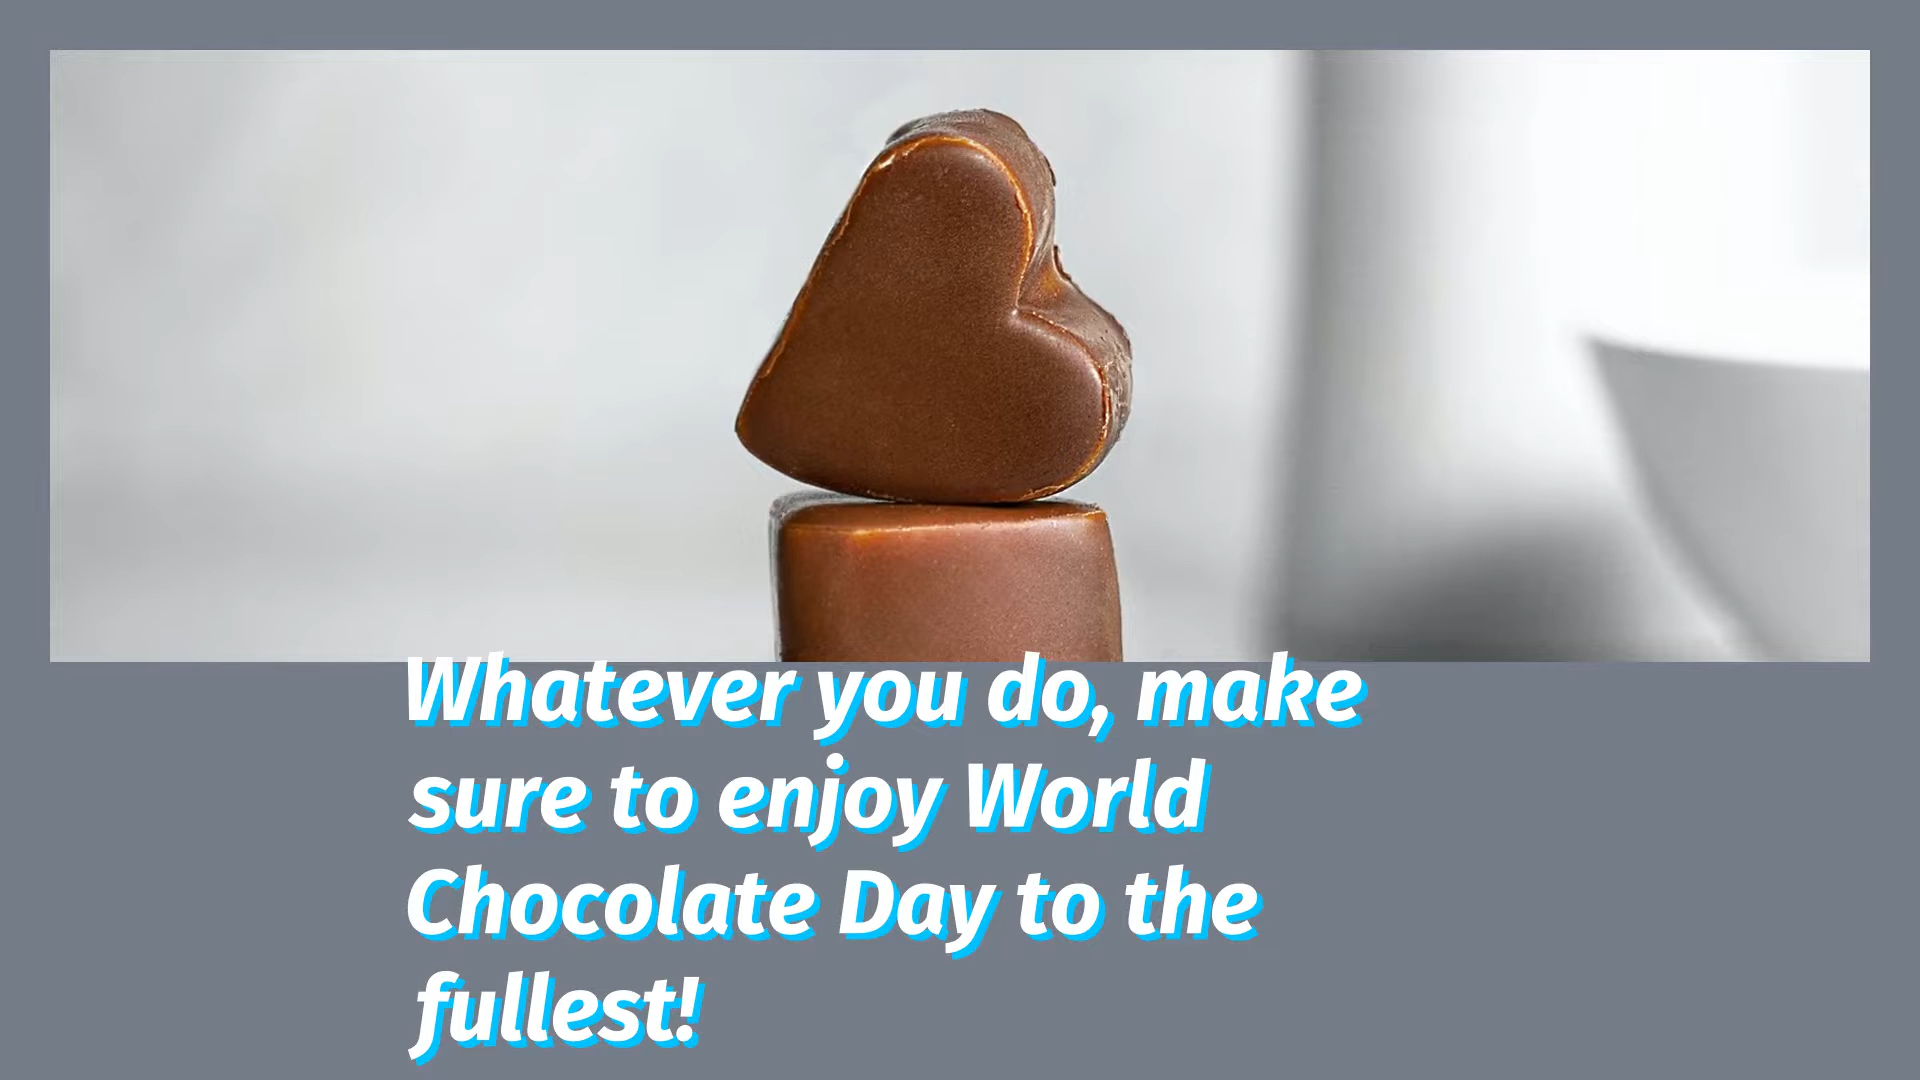 Whatever you do, make
sure to enjoy World
Chocolate Day to the
fullest!